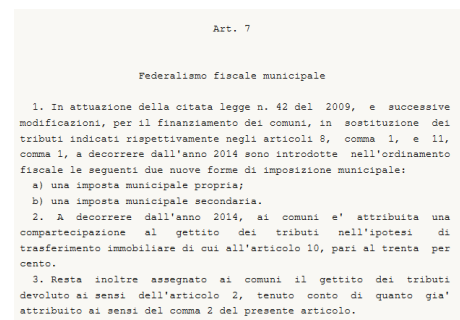 Art. 7
Federalismo fiscale municipale
1. In attuazione della citata legge n. 42 del 2009, e successive
modificazioni, per il finanziamento dei comuni, in sostituzione dei
tributi indicati rispettivamente negli articoli 8, comma 1, e 11,
comma 1, a decorrere dall'anno 2014 sono introdotte nell'ordinamento
fiscale le seguenti due nuove forme di imposizione municipale:
a) una imposta municipale propria;
b) una imposta municipale secondaria.
2. A decorrere dall'anno 2014, ai comuni e' attribuita una
compartecipazione al gettito dei tributi nell'ipotesi di
trasferimento immobiliare di cui all'articolo 10, pari al trenta per
cento.
3. Resta inoltre assegnato ai comuni il gettito dei tributi
devoluto ai sensi dell'articolo 2, tenuto conto di quanto gia'
attribuito ai sensi del comma 2 del presente articolo.